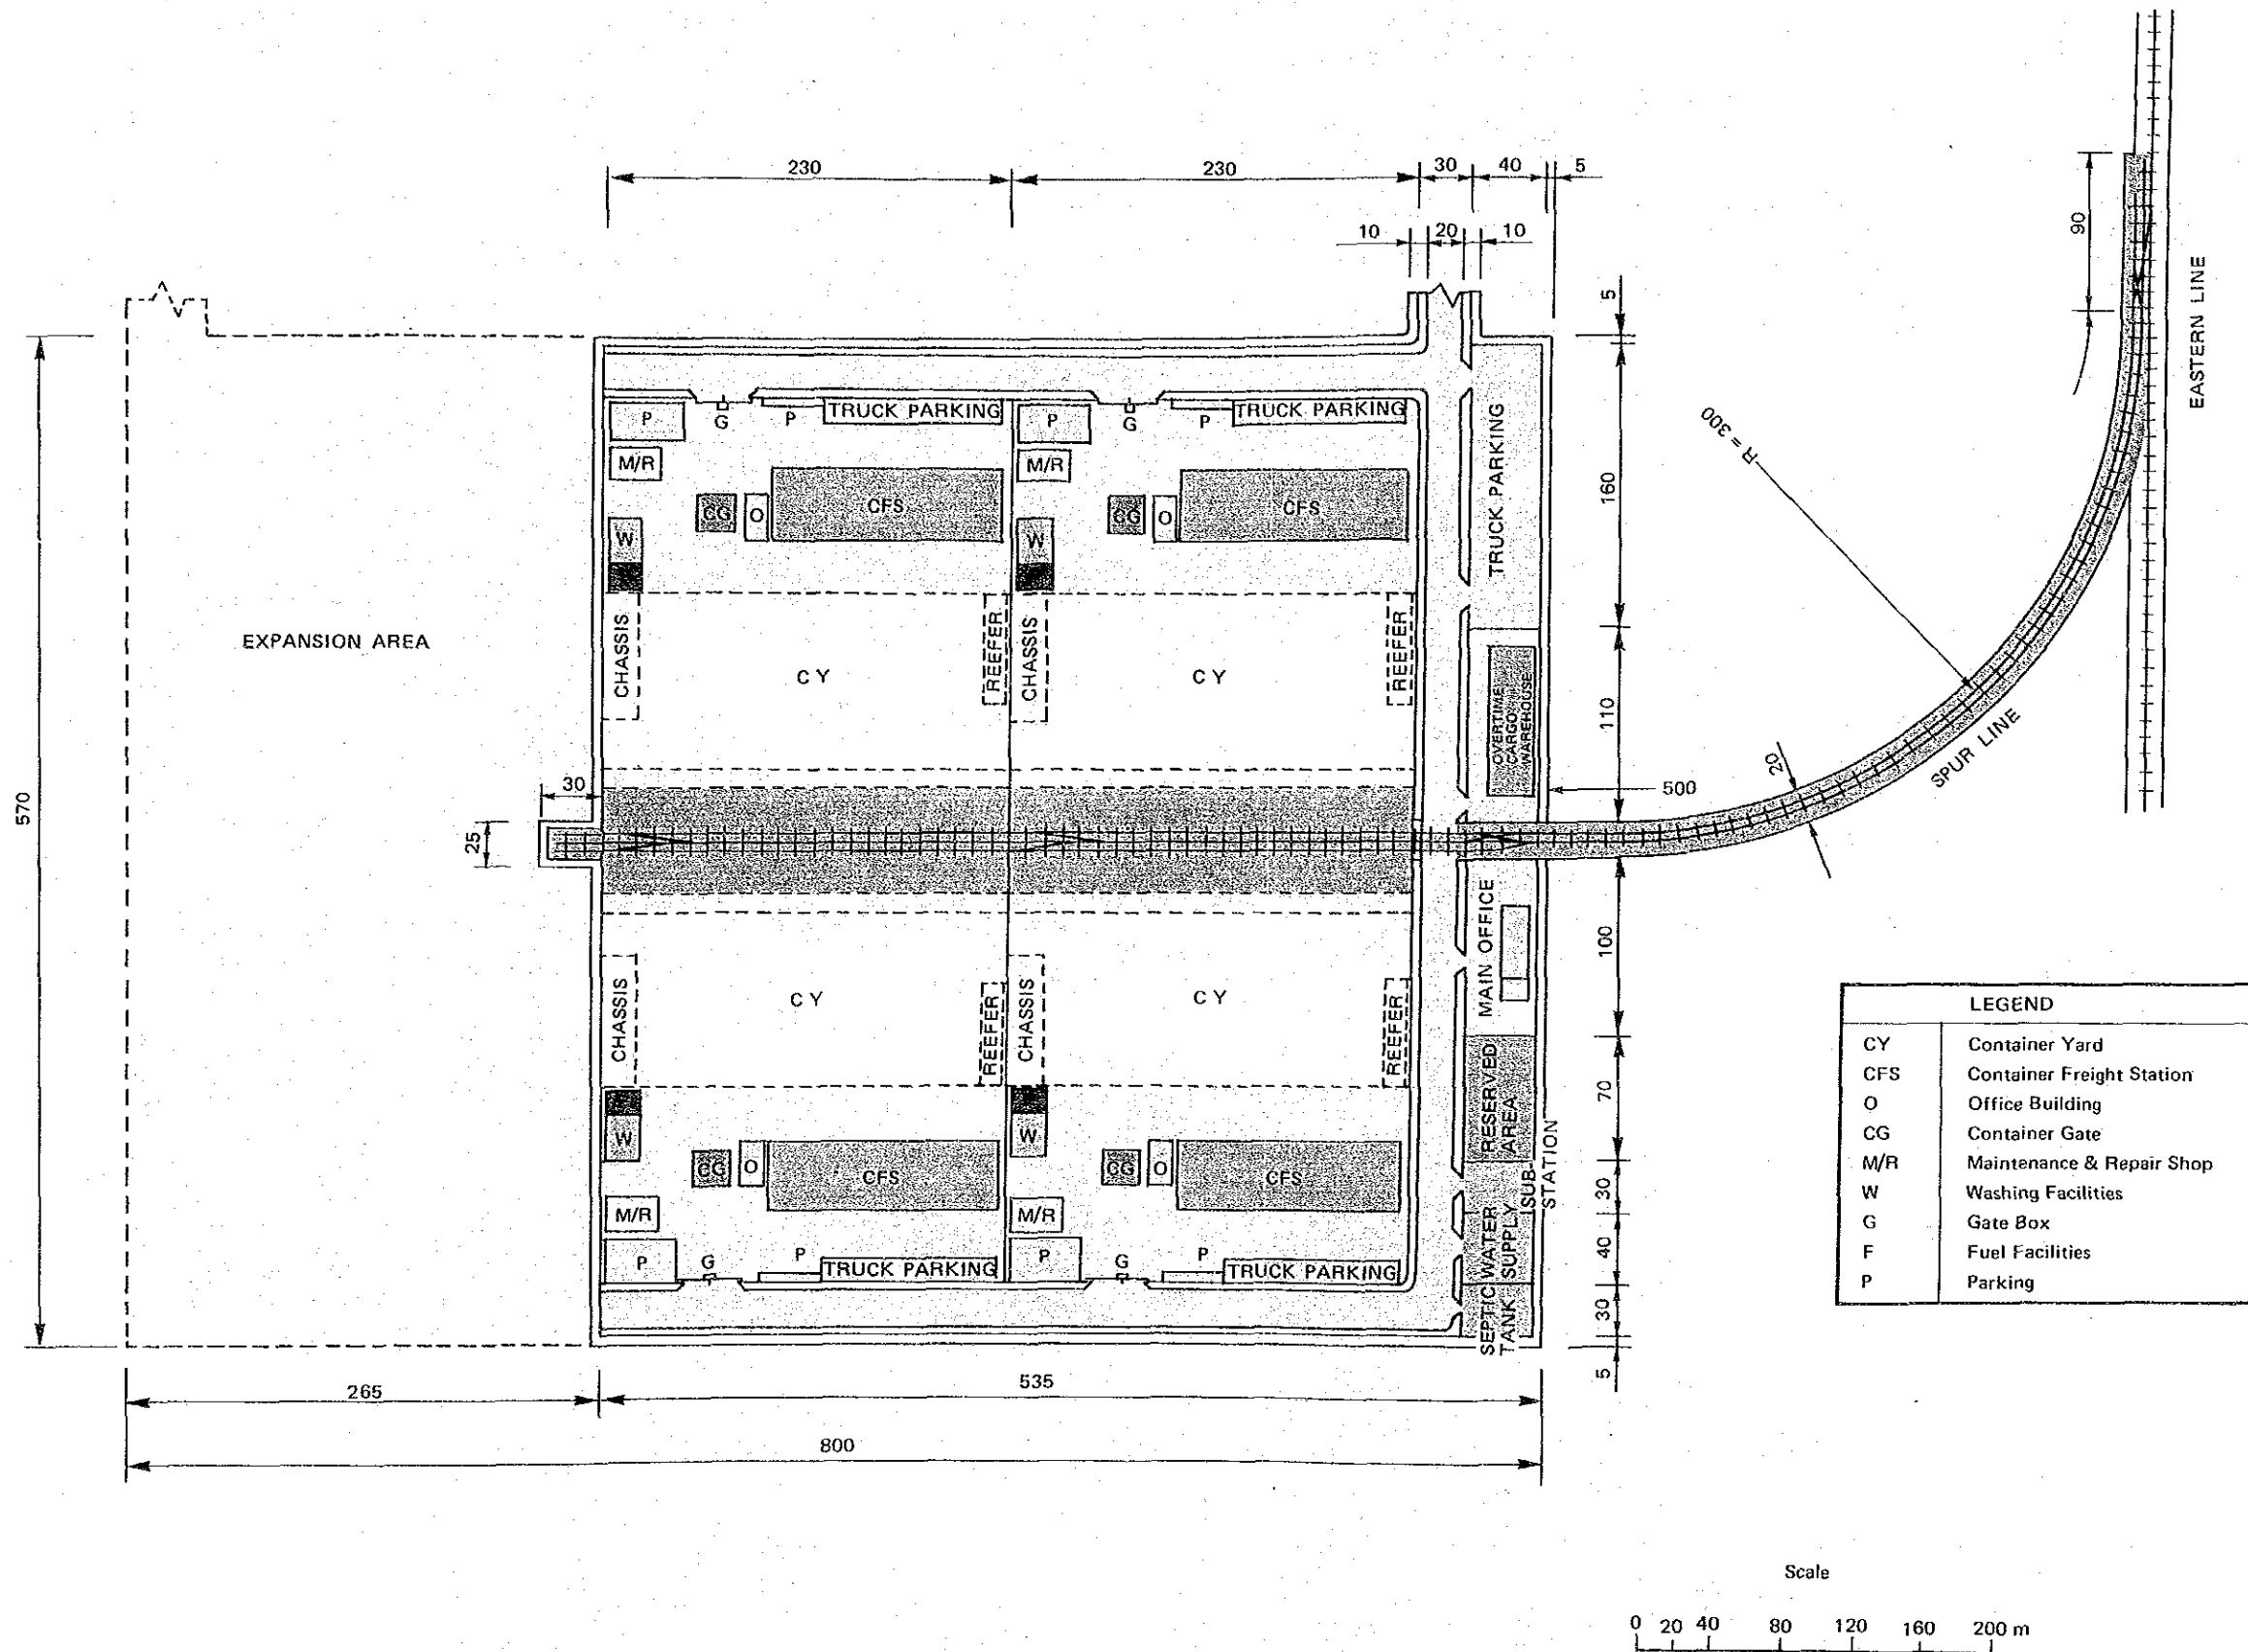 230
230
30
40
5
10
20
10
90
EASTERN LINE
5
TRUCK PARKING
TRUCK PARKING
P
G
P
P
G
P
M/R
M/R
TRUCK PARKING
160
R = 300
CG
O
CFS
CG
O
CFS
W
W
EXPANSION AREA
CHASSIS
CY
REEFER
CHASSIS
CY
REEFER
OVERTIME
CARGO
WAREHOUSE
110
SPUR LINE
570
30
25
500
20
CHASSIS
CY
REEFER
CHASSIS
CY
REEFER
MAIN OFFICE
100
W
W
RESERVED
AREA
70
CG
O
CFS
CG
O
CFS
SUB-
STATION
30
M/R
M/R
WATER
SUPPLY
40
P
G
P
TRUCK PARKING
P
G
P
TRUCK PARKING
SEPTIC
TANK
30
5
265
535
800
LEGEND
CY Container Yard
CFS Container Freight Station
O Office Building
CG Container Gate
M/R Maintenance & Repair Shop
W Washing Facilities
G Gate Box
F Fuel Facilities
P Parking
Scale
0 20 40 80 120 160 200 m